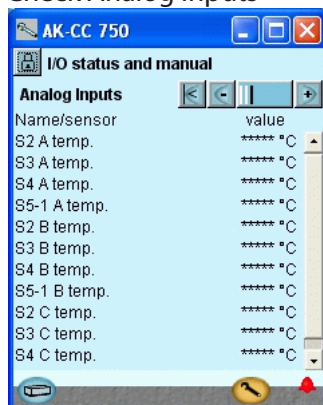 Check Analog Inputs
AK-CC 750
I/O status and manual
Analog Inputs
Name/sensor value
S2 A temp. ***** °C
S3 A temp. ***** °C
S4 A temp. ***** °C
S5-1 A temp. ***** °C
S2 B temp. ***** °C
S3 B temp. ***** °C
S4 B temp. ***** °C
S5-1 B temp. ***** °C
S2 C temp. ***** °C
S3 C temp. ***** °C
S4 C temp. ***** °C